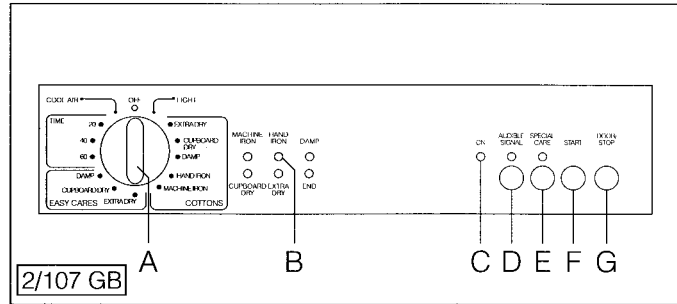 COOL AIR
OFF
LIGHT
TIME
20
40
60
EXTRA DRY
CUPBOARD
DRY
DAMP
HAND IRON
MACHINE IRON
COTTONS
DAMP
CUPBOARD DRY
EXTRA DRY
EASY CARES
MACHINE
IRON
HAND
IRON
DAMP
CUPBOARD
DRY
EXTRA
DRY
END
ON
AUDIBLE
SIGNAL
SPECIAL
CARE
START
DOOR/
STOP
A
B
C
D
E
F
G
2/107 GB